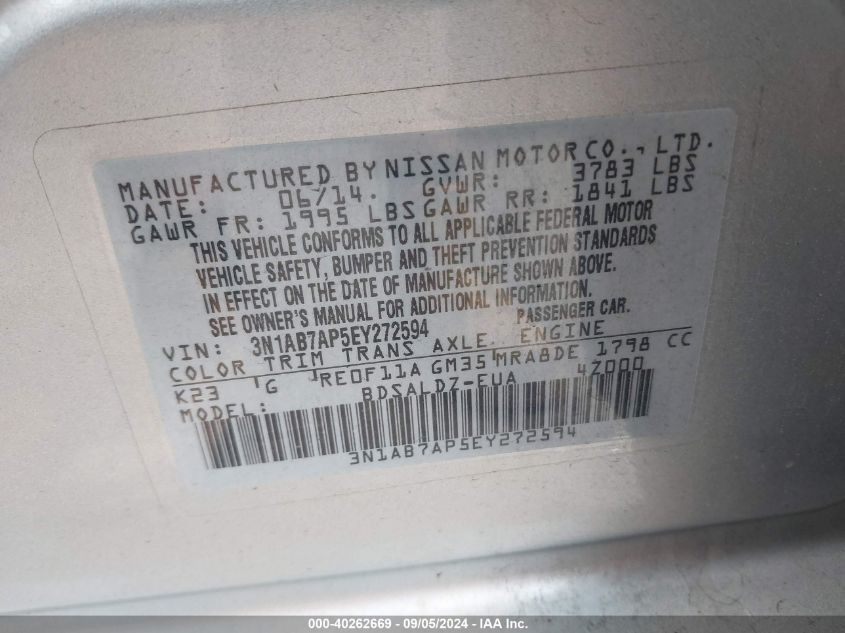 MANUFACTURED BY NISSAN MOTOR CO., LTD.
DATE: 06/14. GVWR: 3783 LBS
GAWR FR: 1995 LBS GAWR RR: 1841 LBS
THIS VEHICLE CONFORMS TO ALL APPLICABLE FEDERAL MOTOR
VEHICLE SAFETY, BUMPER AND THEFT PREVENTION STANDARDS
IN EFFECT ON THE DATE OF MANUFACTURE SHOWN ABOVE.
SEE OWNER'S MANUAL FOR ADDITIONAL INFORMATION.
VIN: 3N1AB7AP5EY272594 PASSENGER CAR.
COLOR TRIM TRANS AXLE ENGINE
K23 G RE0F11A GM35 MRA8DE 1798 CC
MODEL: BDSALDZ-EUA 4Z000
3N1AB7AP5EY272594
000-40262669 - 09/05/2024 - IAA Inc.